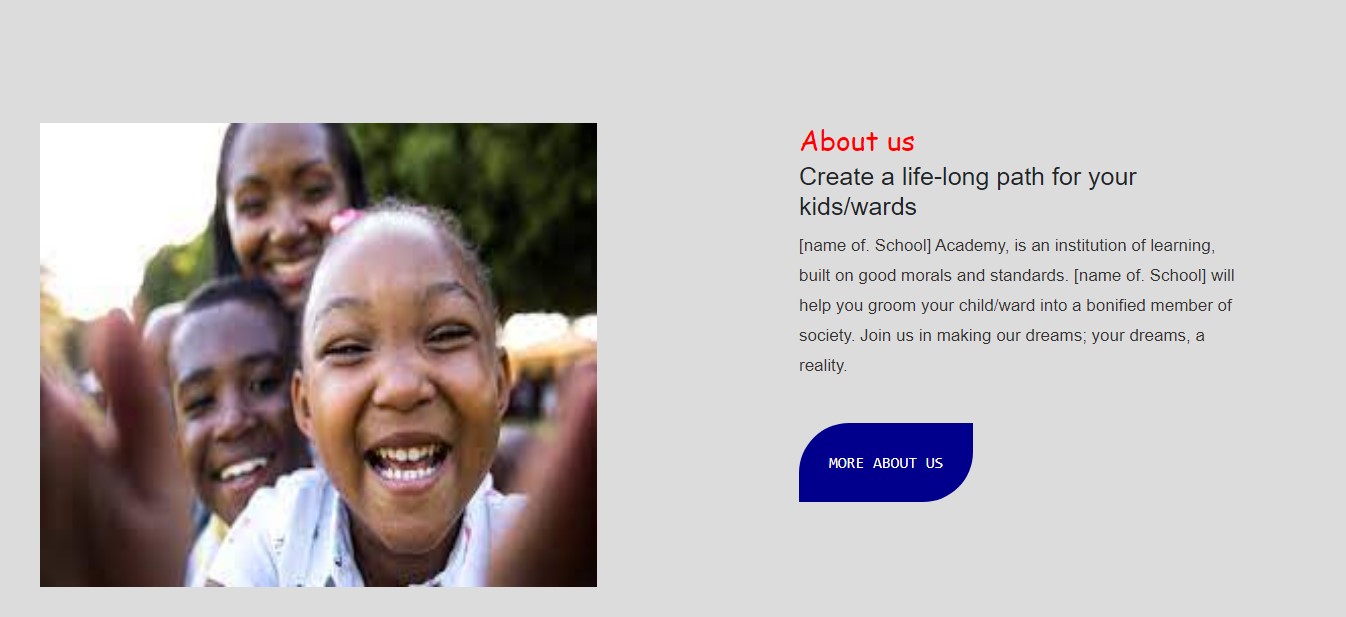 About us
Create a life-long path for your
kids/wards
[name of. School] Academy, is an institution of learning,
built on good morals and standards. [name of. School] will
help you groom your child/ward into a bonified member of
society. Join us in making our dreams; your dreams, a
reality.
MORE ABOUT US